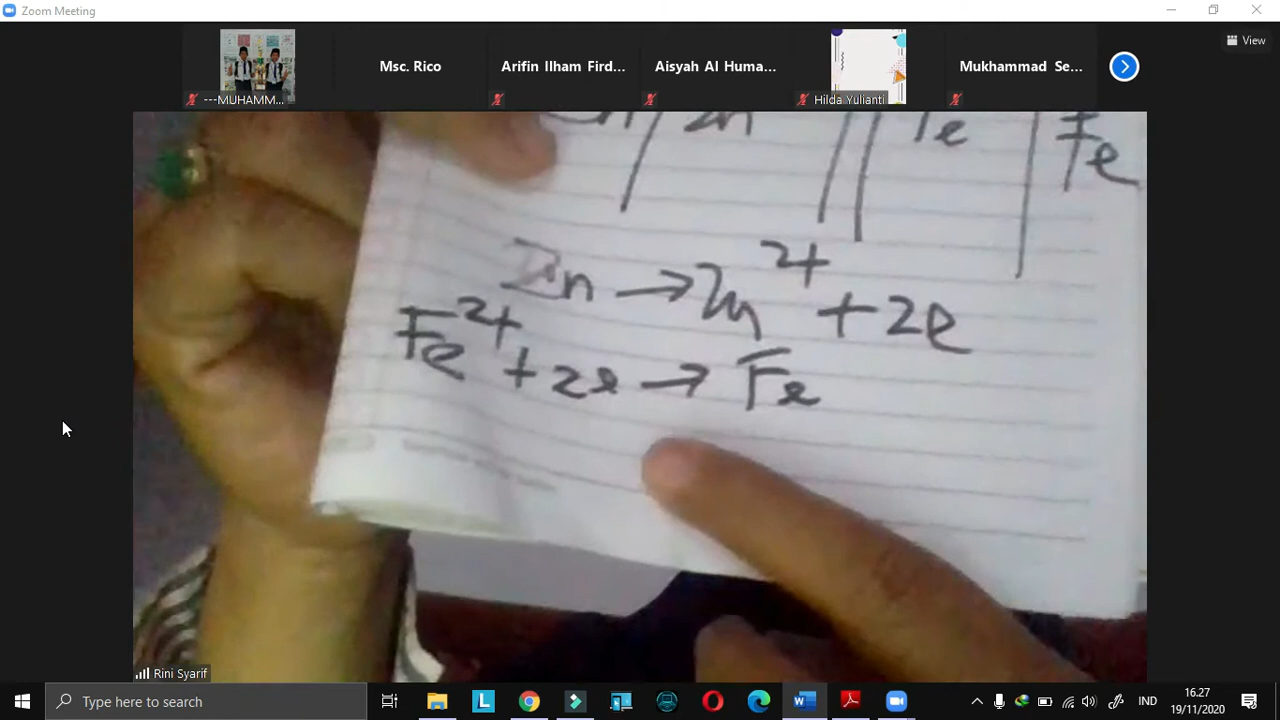 Zoom Meeting
View
---MUHAMM...
Msc. Rico
Arifin Ilham Fird...
Aisyah Al Huma...
Hilda Yulianti
Mukhammad Se...
Fe Fe
Zn → Zn²⁺ + 2e
Fe²⁺ + 2e → Fe
Rini Syarif
Type here to search
IND
16.27
19/11/2020